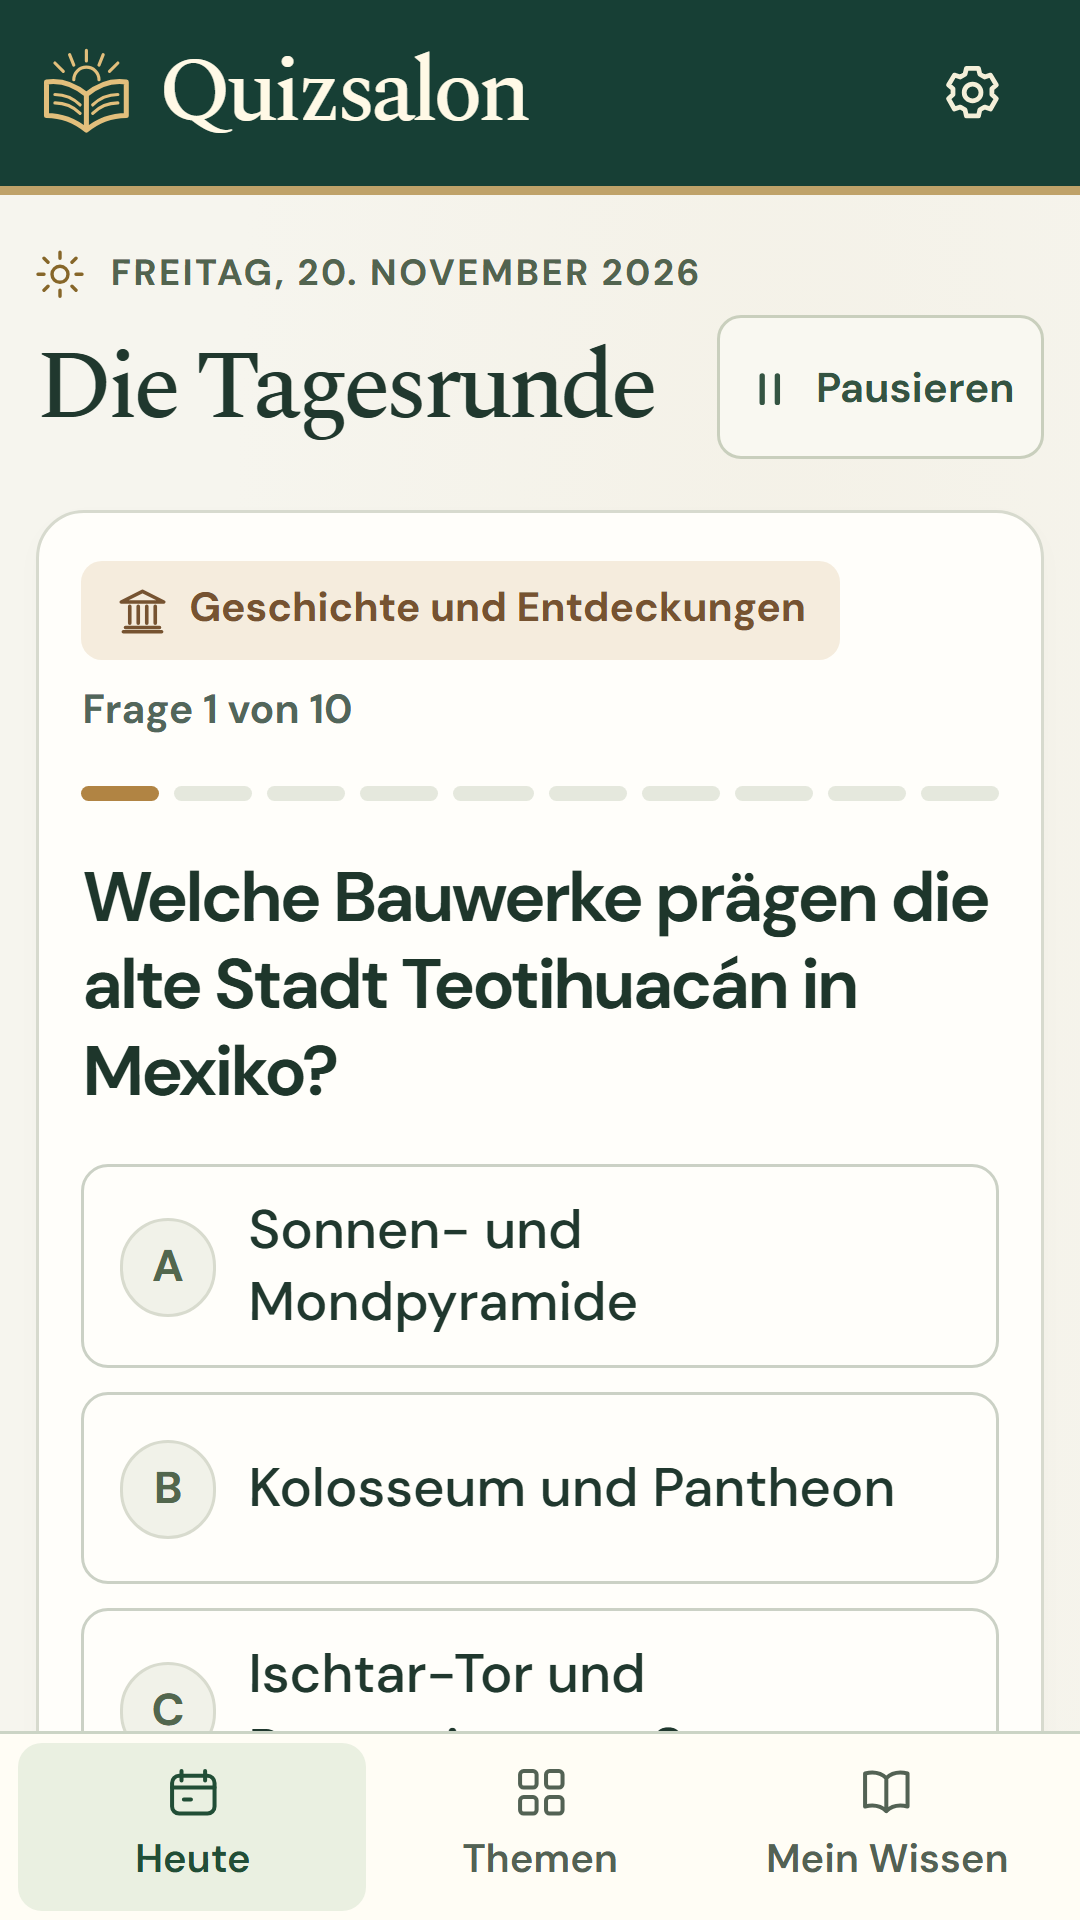 Quizsalon
FREITAG, 20. NOVEMBER 2026
Die Tagesrunde
Pausieren
Geschichte und Entdeckungen
Frage 1 von 10
Welche Bauwerke prägen die
alte Stadt Teotihuacán in
Mexiko?
A
Sonnen- und
Mondpyramide
B
Kolosseum und Pantheon
C
Ischtar-Tor und
Heute
Themen
Mein Wissen